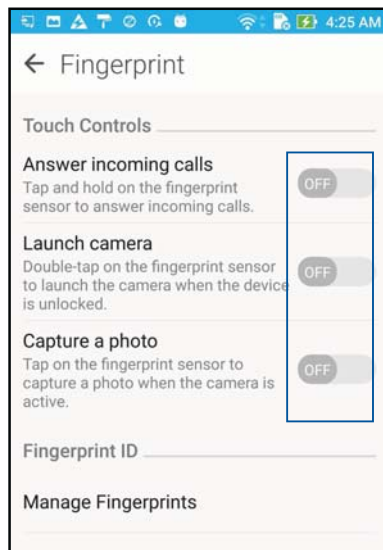 4:25 AM
Fingerprint
Touch Controls
Answer incoming calls
Tap and hold on the fingerprint
sensor to answer incoming calls.
OFF
Launch camera
Double-tap on the fingerprint sensor
to launch the camera when the device
is unlocked.
OFF
Capture a photo
Tap on the fingerprint sensor to
capture a photo when the camera is
active.
OFF
Fingerprint ID
Manage Fingerprints